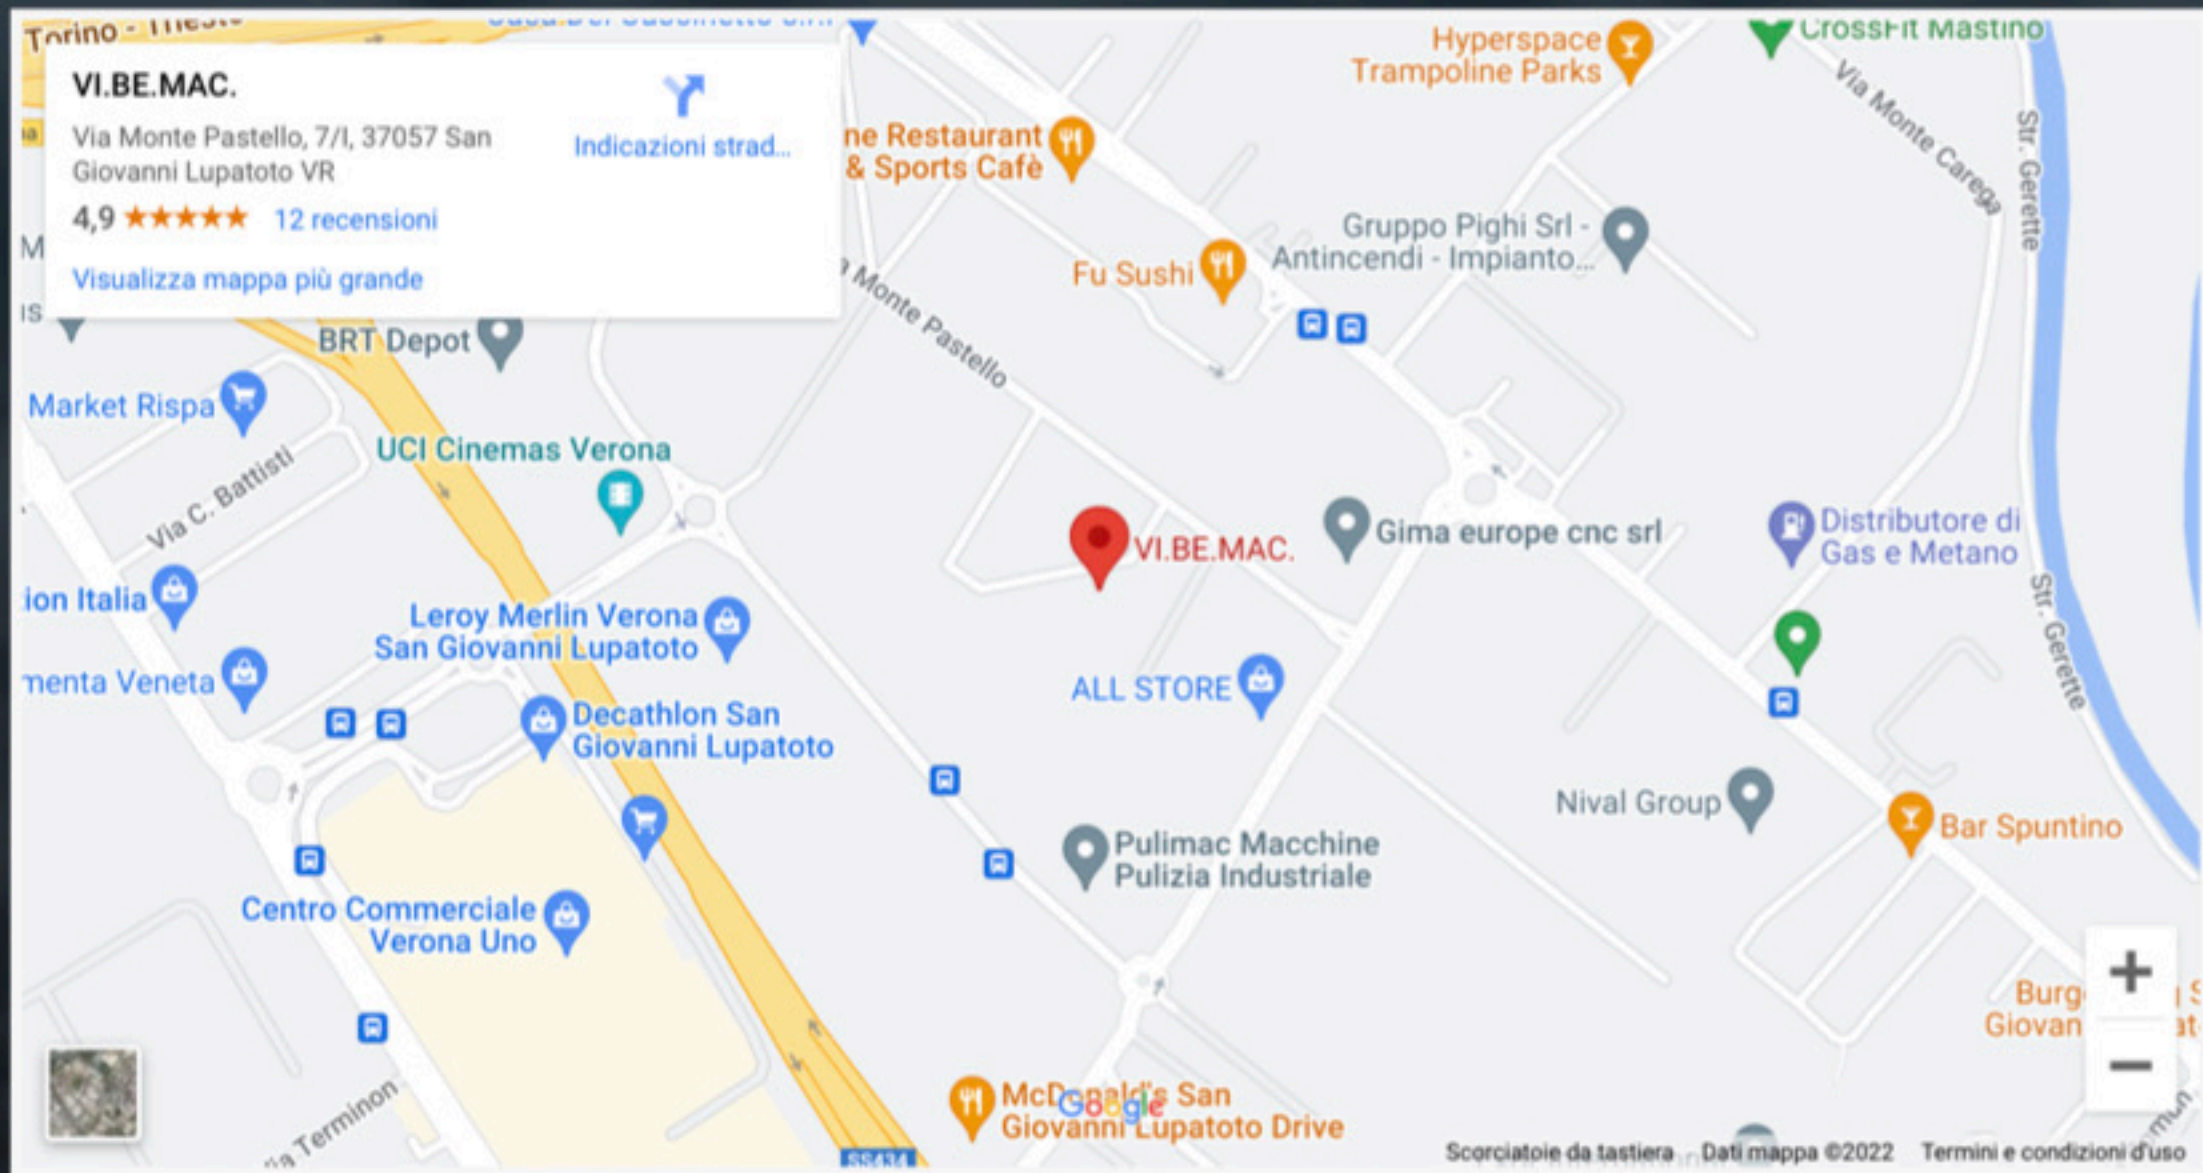 Torino - Trieste
VI.BE.MAC.
Via Monte Pastello, 7/I, 37057 San
Giovanni Lupatoto VR
4,9
12 recensioni
Indicazioni strad...
Visualizza mappa più grande
Hyperspace
Trampoline Parks
CrossFit Mastino
Via Monte Carega
Str. Gerette
ne Restaurant
& Sports Cafè
Gruppo Pighi Srl -
Antincendi - Impianto...
Fu Sushi
Monte Pastello
BRT Depot
Market Rispa
UCI Cinemas Verona
Via C. Battisti
VI.BE.MAC.
Gima europe cnc srl
Distributore di
Gas e Metano
ion Italia
Leroy Merlin Verona
San Giovanni Lupatoto
Str. Gerette
menta Veneta
ALL STORE
Decathlon San
Giovanni Lupatoto
Nival Group
Bar Spuntino
Pulimac Macchine
Pulizia Industriale
Centro Commerciale
Verona Uno
Burg
Giovan
McDonald's San
Giovanni Lupatoto Drive
Google
Terminon
SS434
Scorciatoie da tastiera
Dati mappa ©2022
Termini e condizioni d'uso